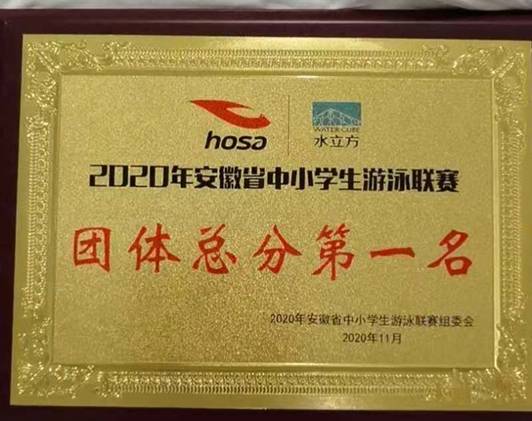 hosa
WATER CUBE
水立方
2020年安徽省中小学生游泳联赛
团体总分第一名
2020年安徽省中小学生游泳联赛组委会
2020年11月